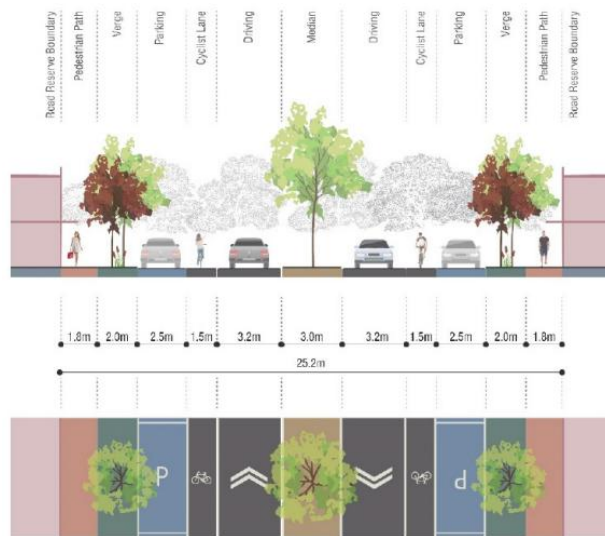 Road Reserve Boundary
Pedestrian Path
Verge
Parking
Cyclist Lane
Driving
Median
Driving
Cyclist Lane
Parking
Verge
Pedestrian Path
Road Reserve Boundary
1.8m 2.0m 2.5m 1.5m 3.2m 3.0m 3.2m 1.5m 2.5m 2.0m 1.8m
25.2m
P P